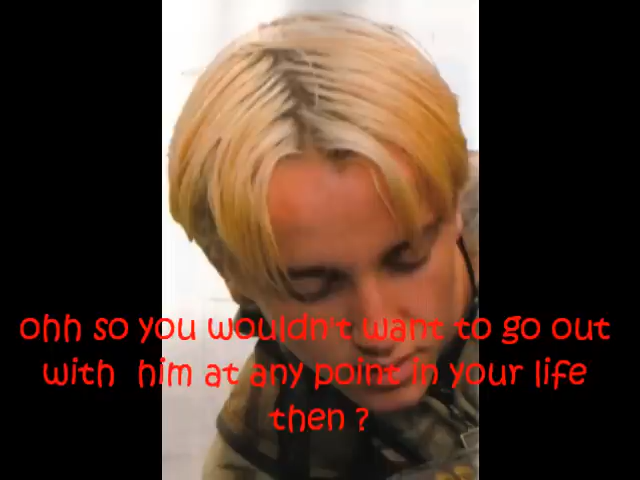 ohh so you wouldn't want to go out
with him at any point in your life
then ?